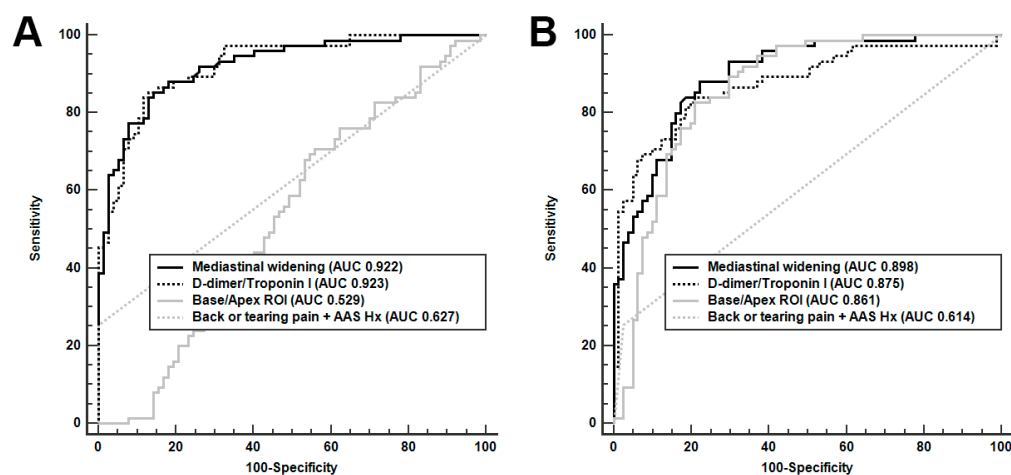 A
100
80
60
40
20
0
Sensitivity
Mediastinal widening (AUC 0.922)
D-dimer/Troponin I (AUC 0.923)
Base/Apex ROI (AUC 0.529)
Back or tearing pain + AAS Hx (AUC 0.627)
0 20 40 60 80 100
100-Specificity
B
100
80
60
40
20
0
Sensitivity
Mediastinal widening (AUC 0.898)
D-dimer/Troponin I (AUC 0.875)
Base/Apex ROI (AUC 0.861)
Back or tearing pain + AAS Hx (AUC 0.614)
0 20 40 60 80 100
100-Specificity